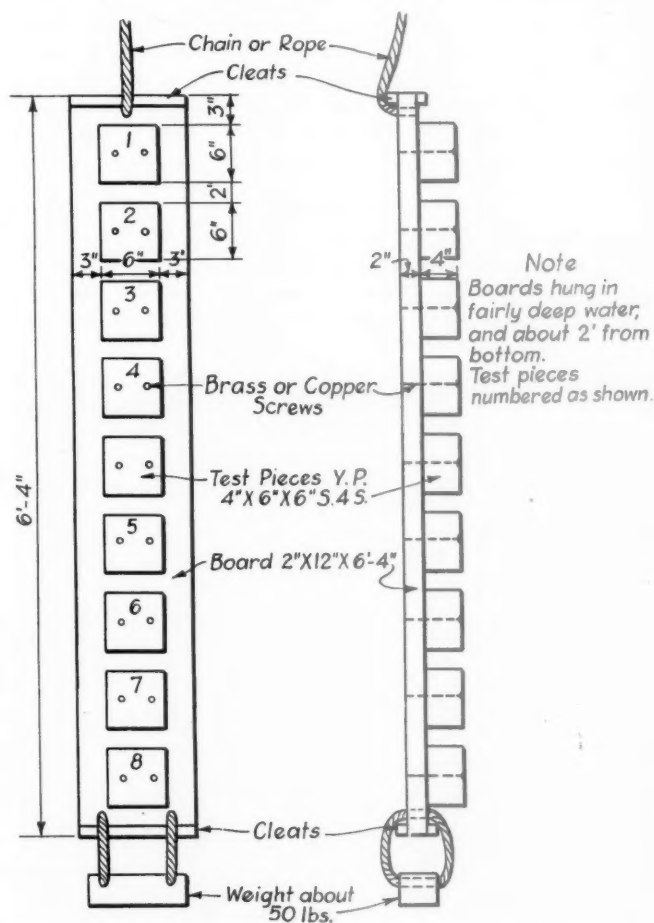 Chain or Rope
Cleats
3"
1
6"
2"
2
6"
3" 6" 3"
2" 4"
Note
Boards hung in
fairly deep water,
and about 2' from
bottom.
Test pieces
numbered as shown.
3
4
Brass or Copper
Screws
6'-4"
Test Pieces Y.P.
4"X6"X6" S.4S.
5
Board 2"X12"X6'-4"
6
7
8
Cleats
Weight about
50 lbs.